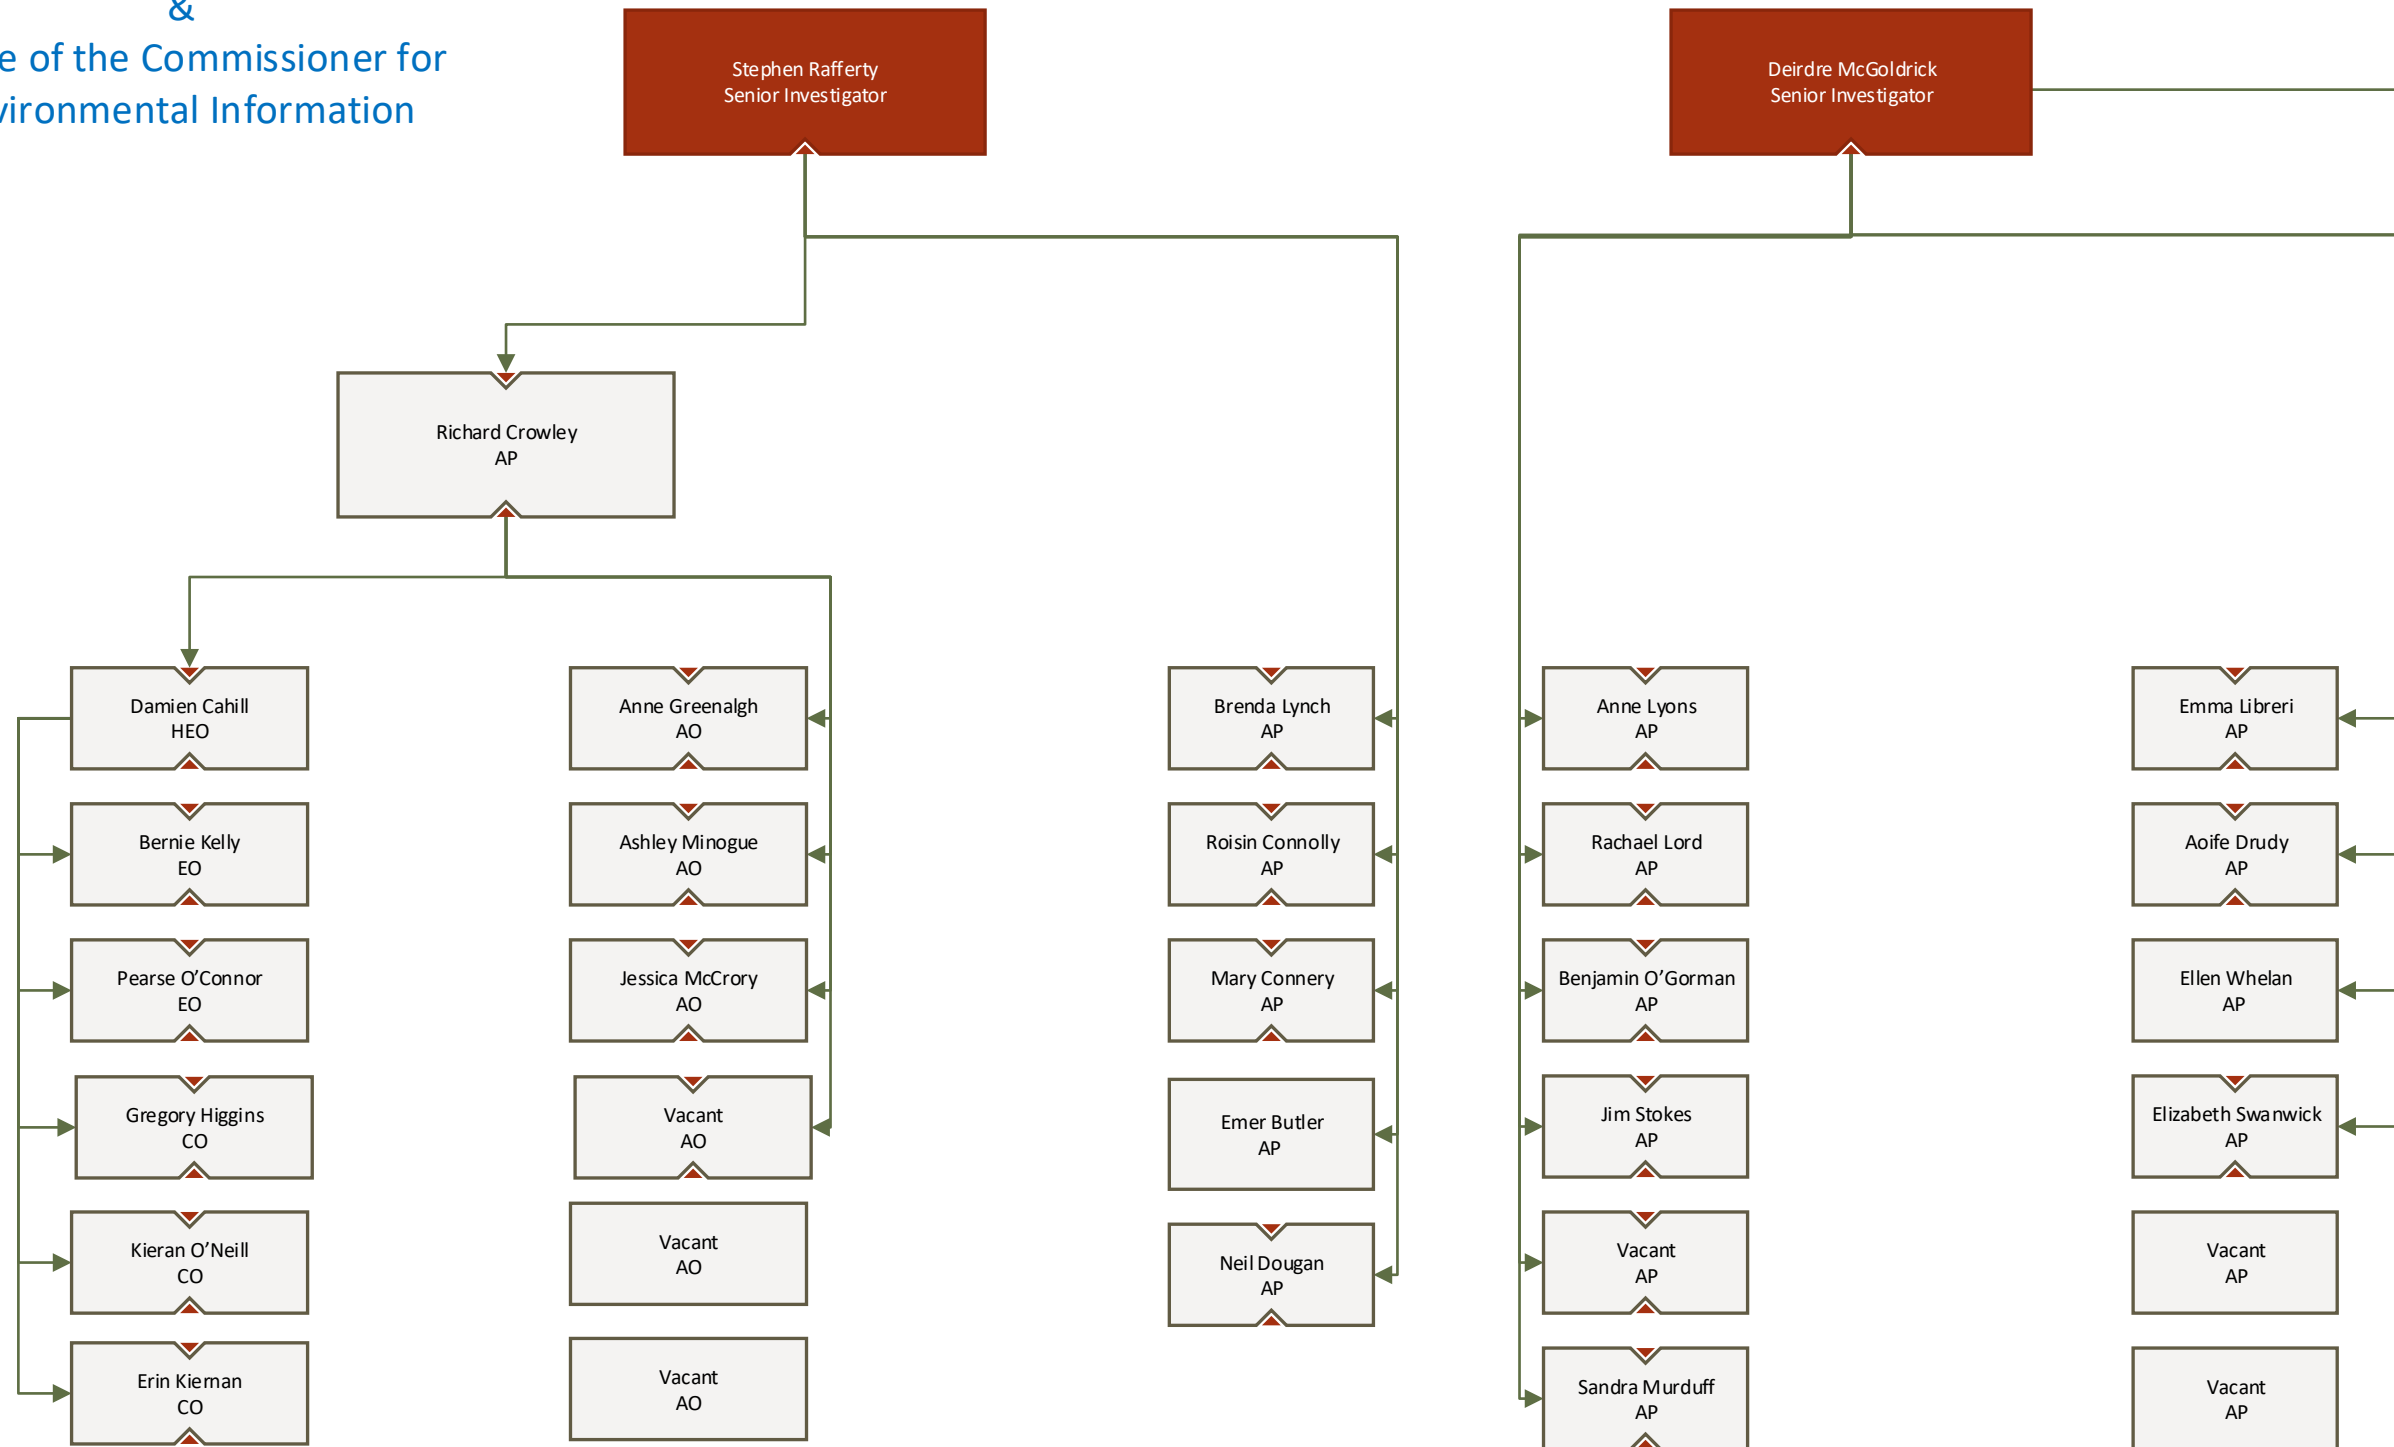 &
e of the Commissioner for
vironmental Information
Stephen Rafferty
Senior Investigator
Deirdre McGoldrick
Senior Investigator
Richard Crowley
AP
Damien Cahill
HEO
Anne Greenalgh
AO
Brenda Lynch
AP
Anne Lyons
AP
Emma Libreri
AP
Bernie Kelly
EO
Ashley Minogue
AO
Roisin Connolly
AP
Rachael Lord
AP
Aoife Drudy
AP
Pearse O’Connor
EO
Jessica McCrory
AO
Mary Connery
AP
Benjamin O’Gorman
AP
Ellen Whelan
AP
Gregory Higgins
CO
Vacant
AO
Emer Butler
AP
Jim Stokes
AP
Elizabeth Swanwick
AP
Kieran O’Neill
CO
Vacant
AO
Neil Dougan
AP
Vacant
AP
Vacant
AP
Erin Kiernan
CO
Vacant
AO
Sandra Murduff
AP
Vacant
AP